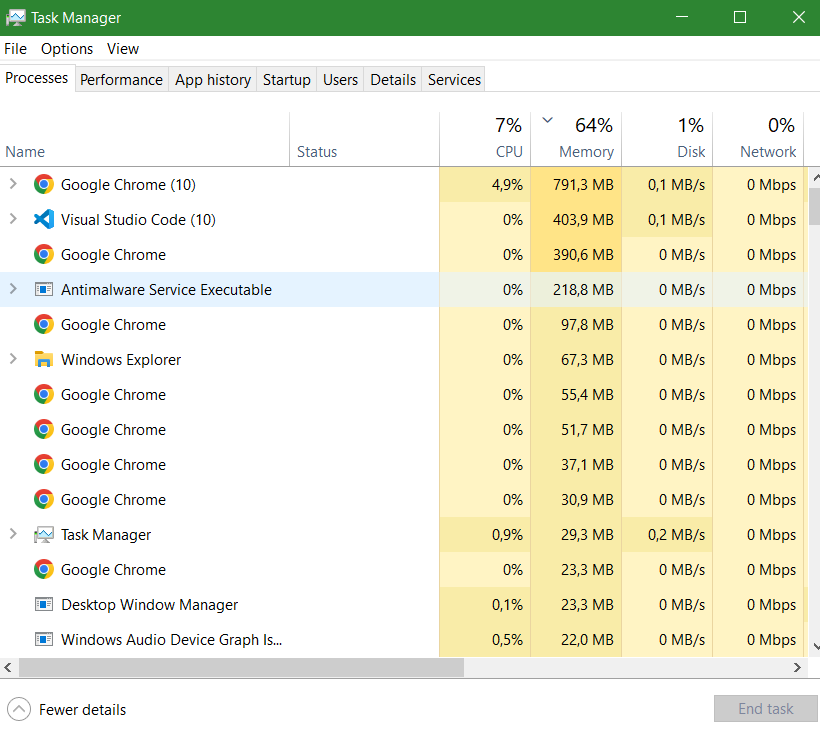 Task Manager
File Options View
Processes Performance App history Startup Users Details Services
7% 64% 1% 0%
Name Status CPU Memory Disk Network
Google Chrome (10) 4,9% 791,3 MB 0,1 MB/s 0 Mbps
Visual Studio Code (10) 0% 403,9 MB 0,1 MB/s 0 Mbps
Google Chrome 0% 390,6 MB 0 MB/s 0 Mbps
Antimalware Service Executable 0% 218,8 MB 0 MB/s 0 Mbps
Google Chrome 0% 97,8 MB 0 MB/s 0 Mbps
Windows Explorer 0% 67,3 MB 0 MB/s 0 Mbps
Google Chrome 0% 55,4 MB 0 MB/s 0 Mbps
Google Chrome 0% 51,7 MB 0 MB/s 0 Mbps
Google Chrome 0% 37,1 MB 0 MB/s 0 Mbps
Google Chrome 0% 30,9 MB 0 MB/s 0 Mbps
Task Manager 0,9% 29,3 MB 0,2 MB/s 0 Mbps
Google Chrome 0% 23,3 MB 0 MB/s 0 Mbps
Desktop Window Manager 0,1% 23,3 MB 0 MB/s 0 Mbps
Windows Audio Device Graph Is... 0,5% 22,0 MB 0 MB/s 0 Mbps
Fewer details End task